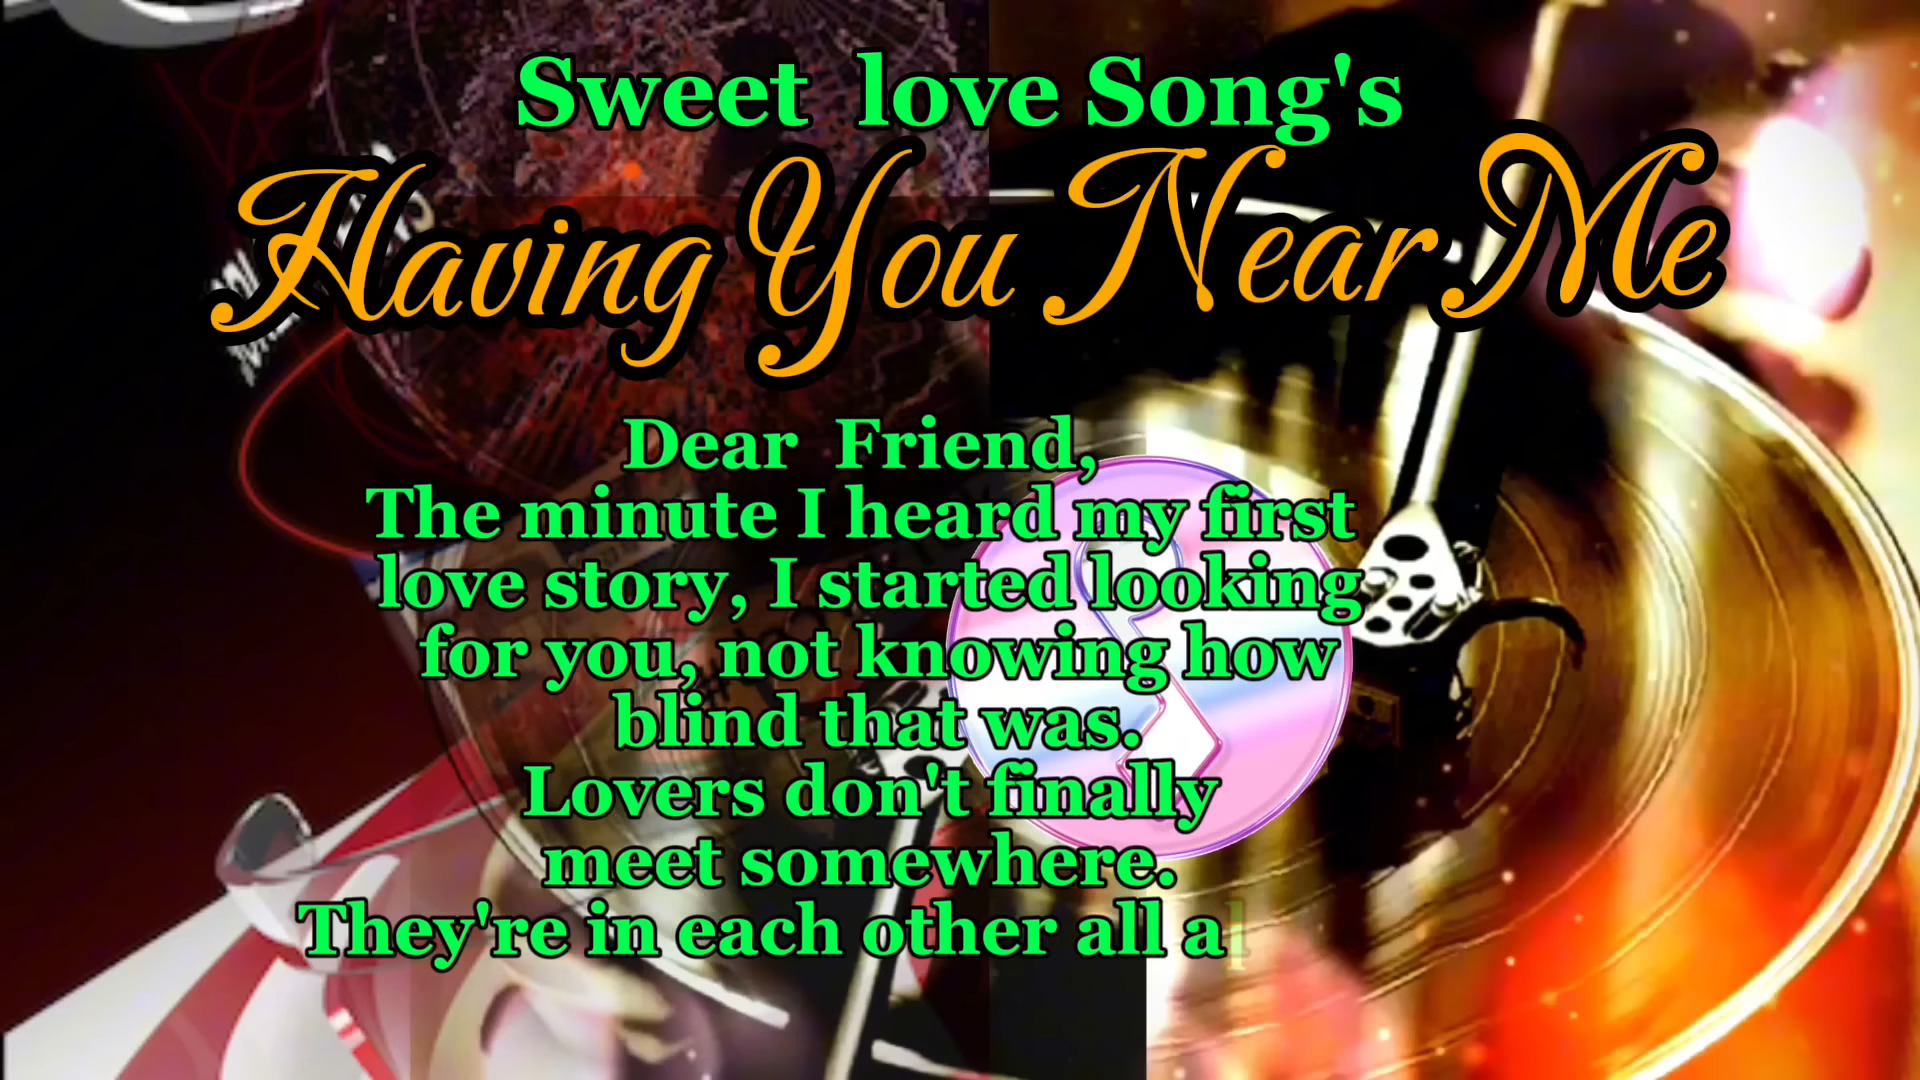 Sweet love Song's
Having You Near Me
Dear Friend,
The minute I heard my first
love story, I started looking
for you, not knowing how
blind that was.
Lovers don't finally
meet somewhere.
They're in each other all al